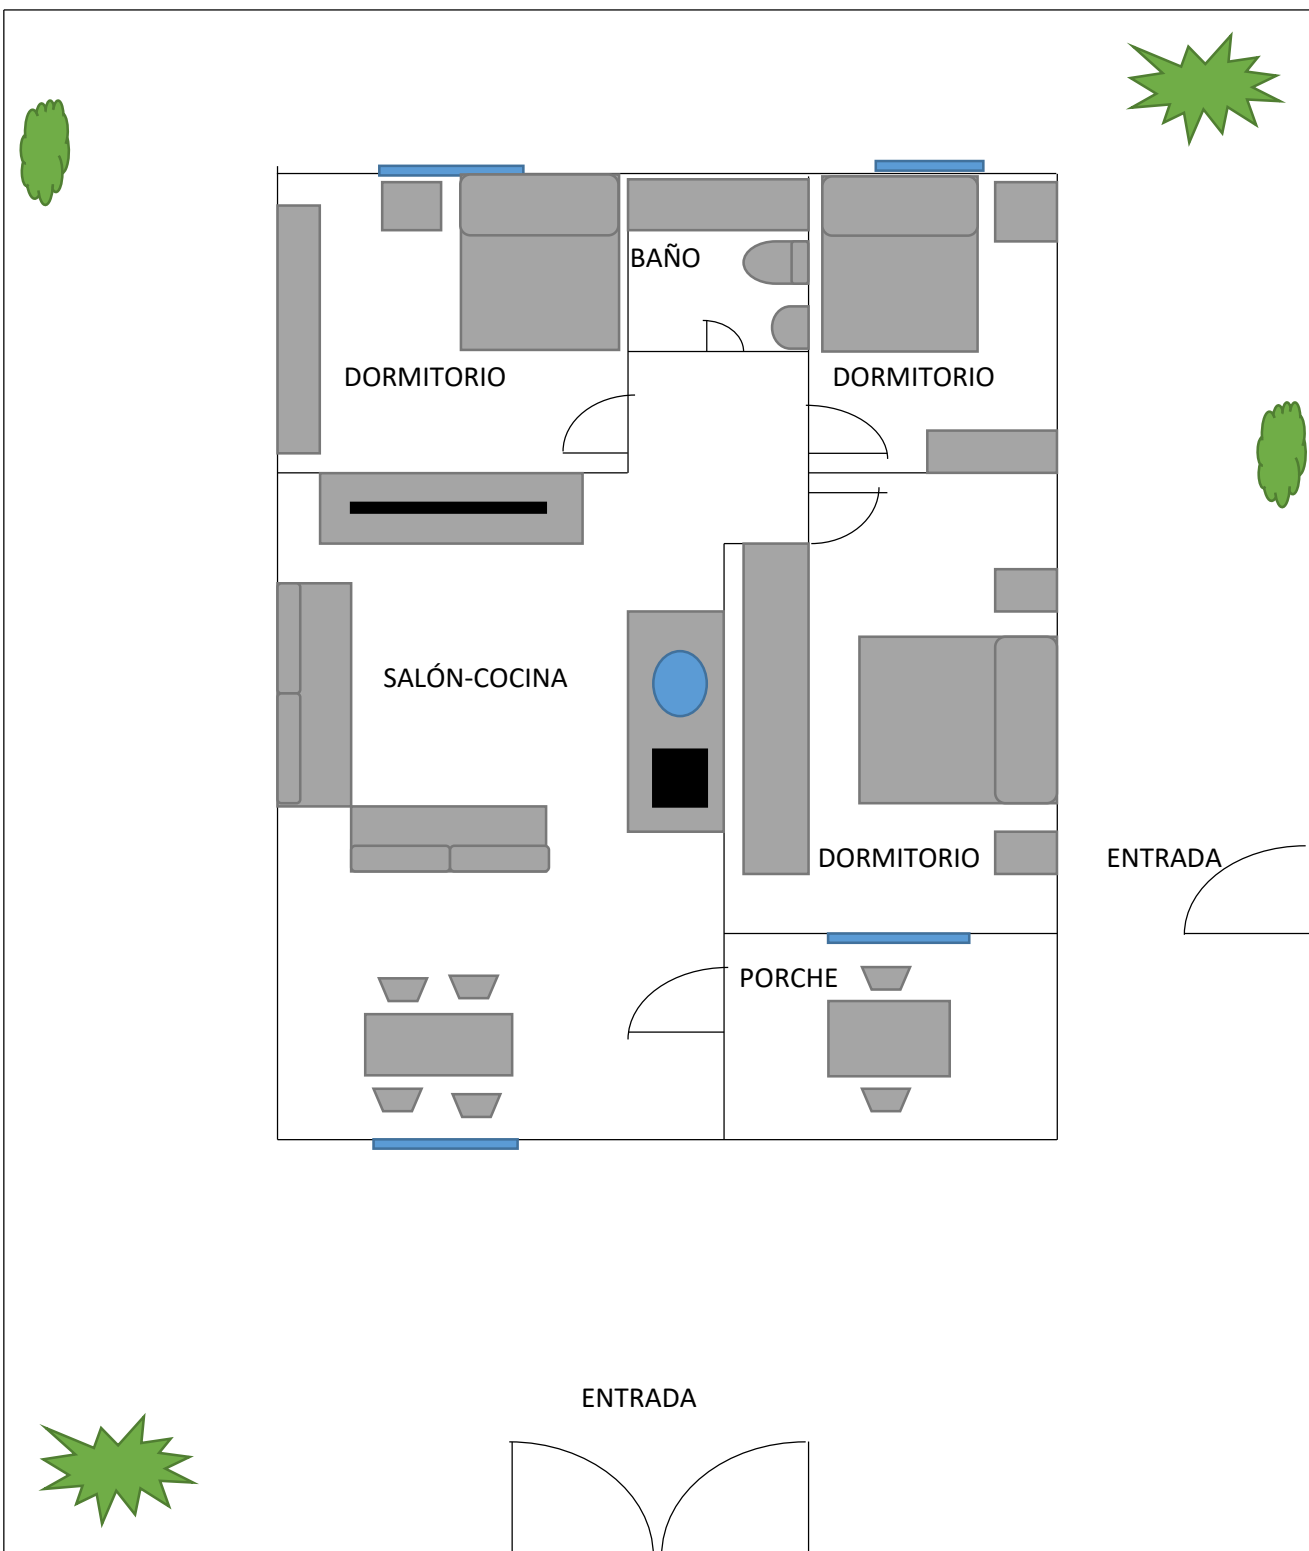 BAÑO
DORMITORIO
DORMITORIO
SALÓN-COCINA
DORMITORIO
ENTRADA
PORCHE
ENTRADA